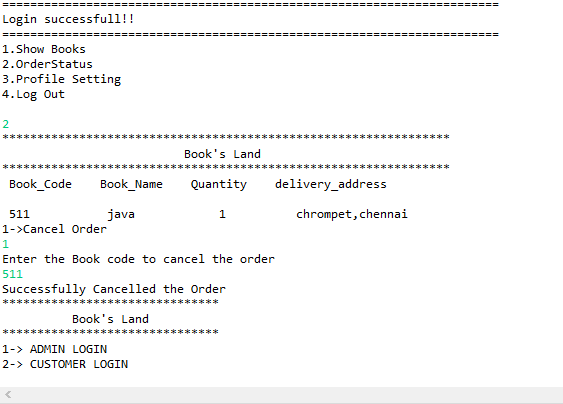 =======================================================================
Login successfull!!
=======================================================================
1.Show Books
2.OrderStatus
3.Profile Setting
4.Log Out
2
****************************************************************
Book's Land
****************************************************************
Book_Code    Book_Name    Quantity    delivery_address
511           java            1          chrompet,chennai
1->Cancel Order
1
Enter the Book code to cancel the order
511
Successfully Cancelled the Order
*******************************
Book's Land
*******************************
1-> ADMIN LOGIN
2-> CUSTOMER LOGIN